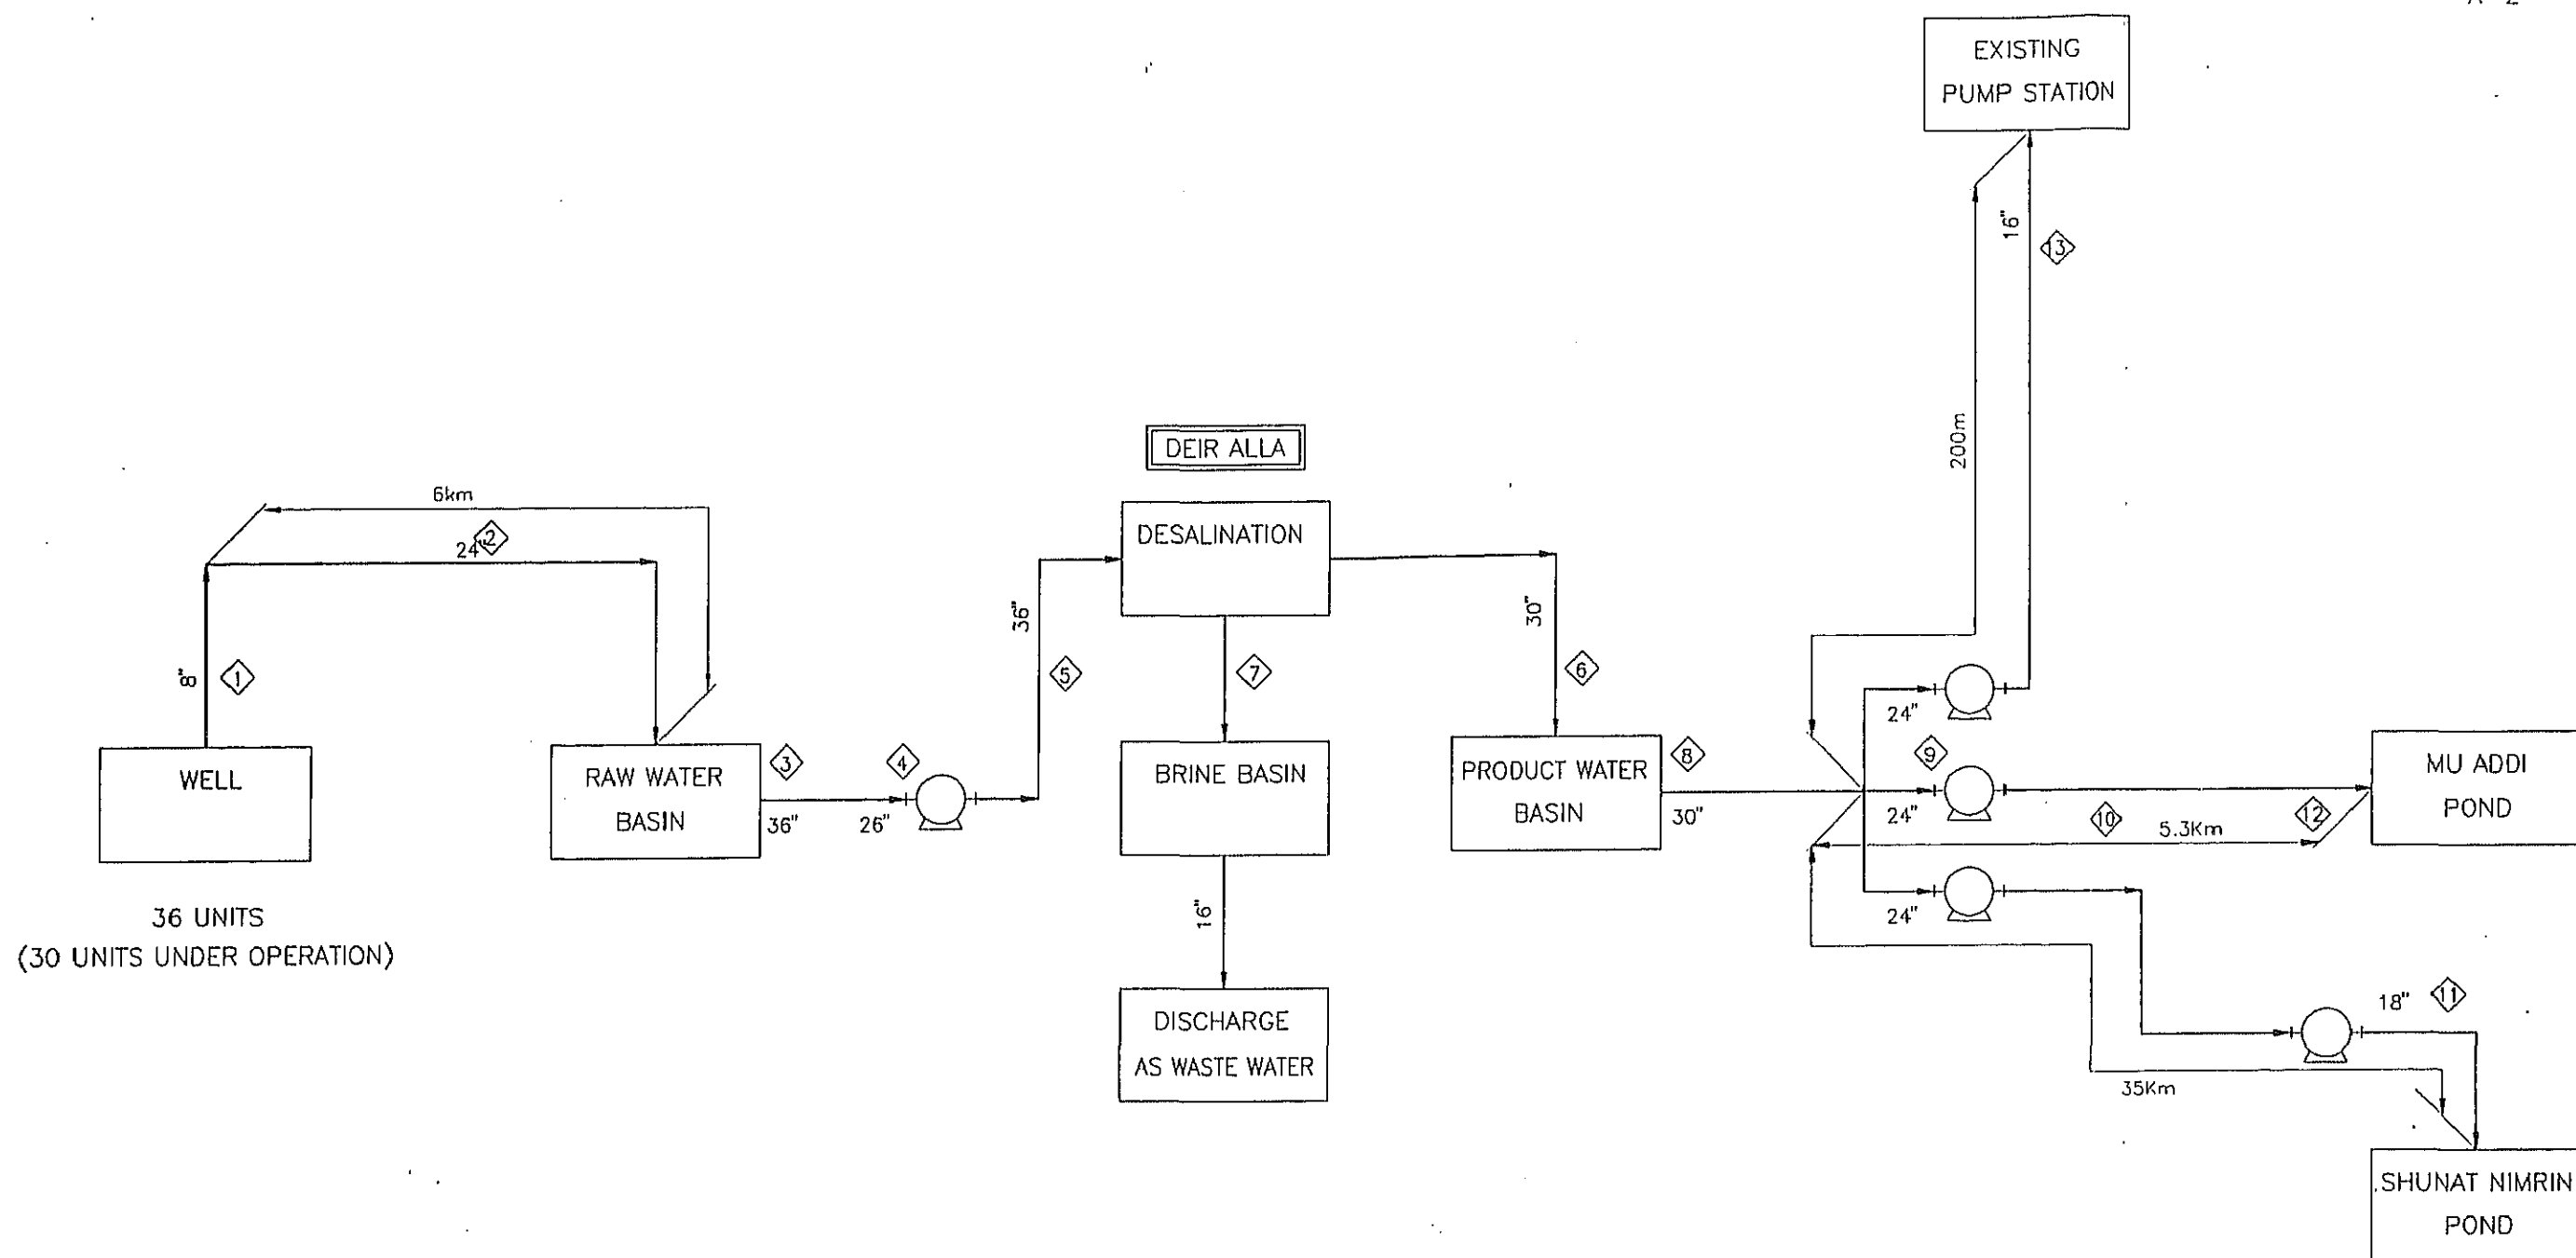 EXISTING
PUMP STATION
16"
13
200m
DEIR ALLA
6km
24"
2
8"
1
WELL
36 UNITS
(30 UNITS UNDER OPERATION)
RAW WATER
BASIN
3
36"
4
26"
36"
5
DESALINATION
7
BRINE BASIN
16"
DISCHARGE
AS WASTE WATER
30"
6
PRODUCT WATER
BASIN
8
30"
24"
9
24"
24"
10
5.3Km
12
MU ADDI
POND
18"
11
35Km
SHUNAT NIMRIN
POND